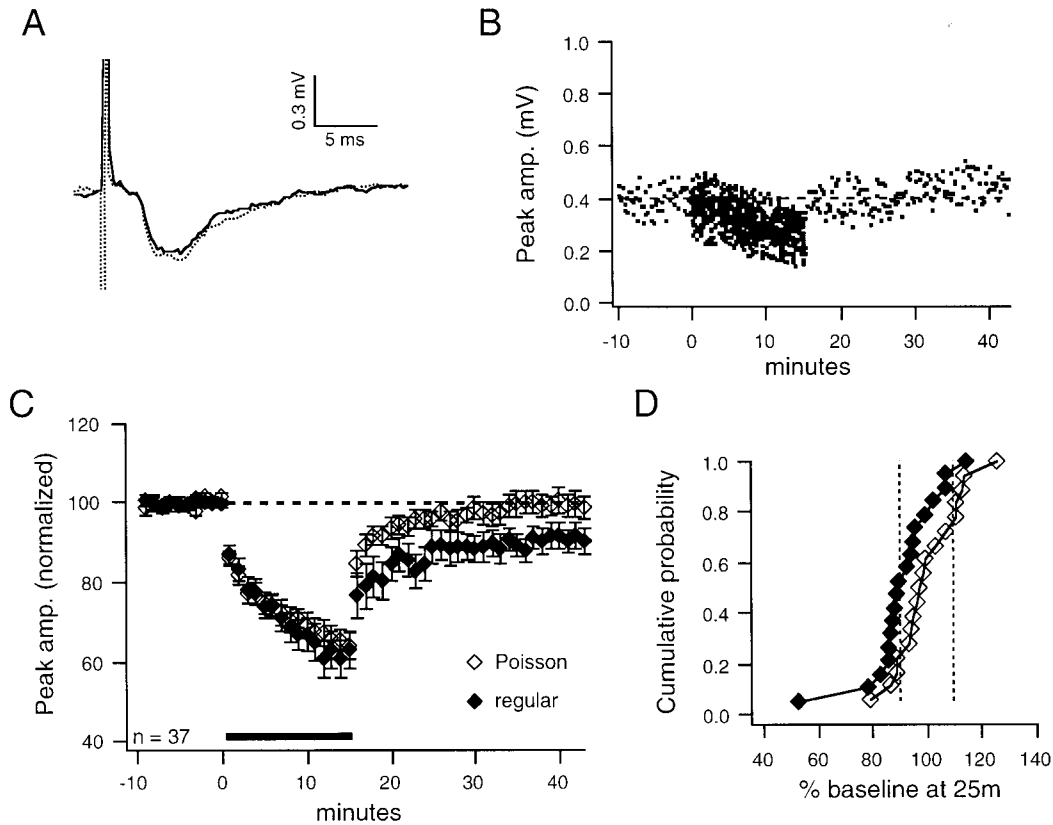 A
0.3 mV
5 ms
B
Peak amp. (mV)
1.0
0.8
0.6
0.4
0.2
0.0
-10 0 10 20 30 40
minutes
C
Peak amp. (normalized)
120
100
80
60
40
Poisson
regular
n = 37
-10 0 10 20 30 40
minutes
D
Cumulative probability
1.0
0.8
0.6
0.4
0.2
0.0
40 60 80 100 120 140
% baseline at 25m